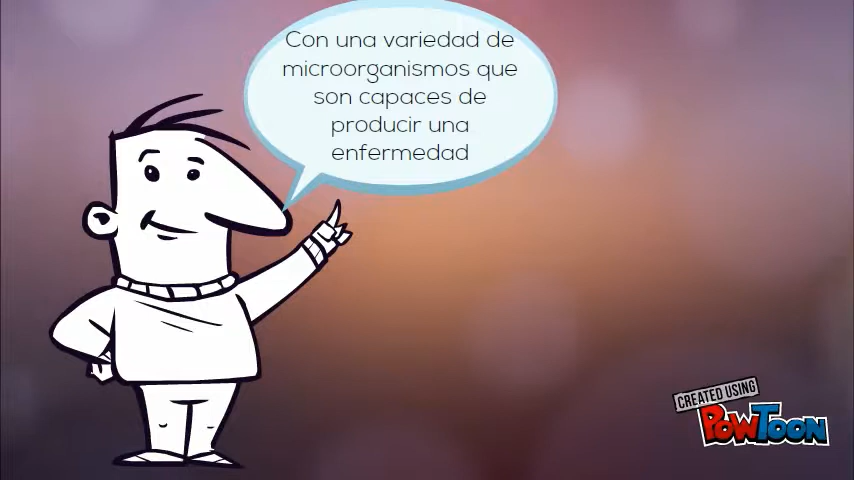 Con una variedad de
microorganismos que
son capaces de
producir una
enfermedad
CREATED USING
POWTOON